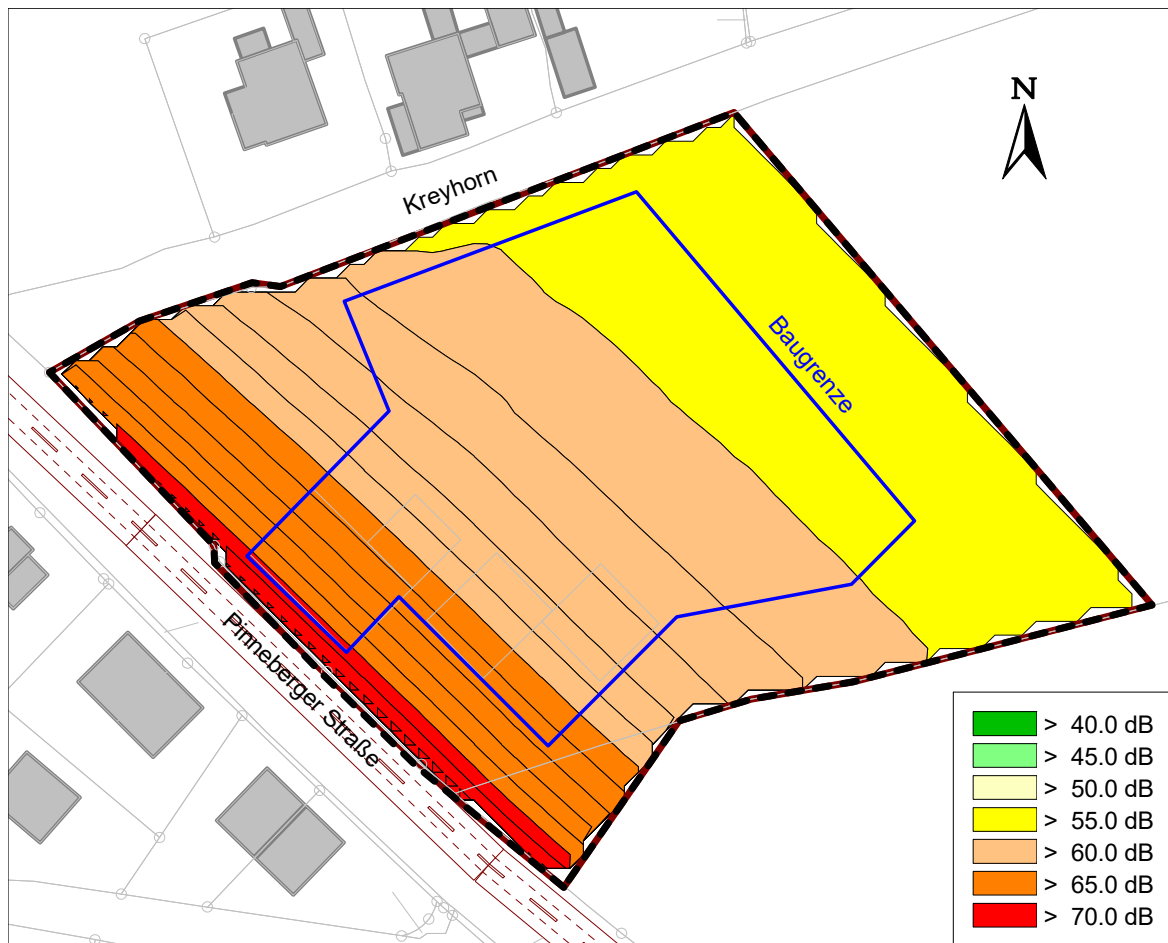 N
Kreyhorn
Baugrenze
Pinneberger Straße
> 40.0 dB
> 45.0 dB
> 50.0 dB
> 55.0 dB
> 60.0 dB
> 65.0 dB
> 70.0 dB